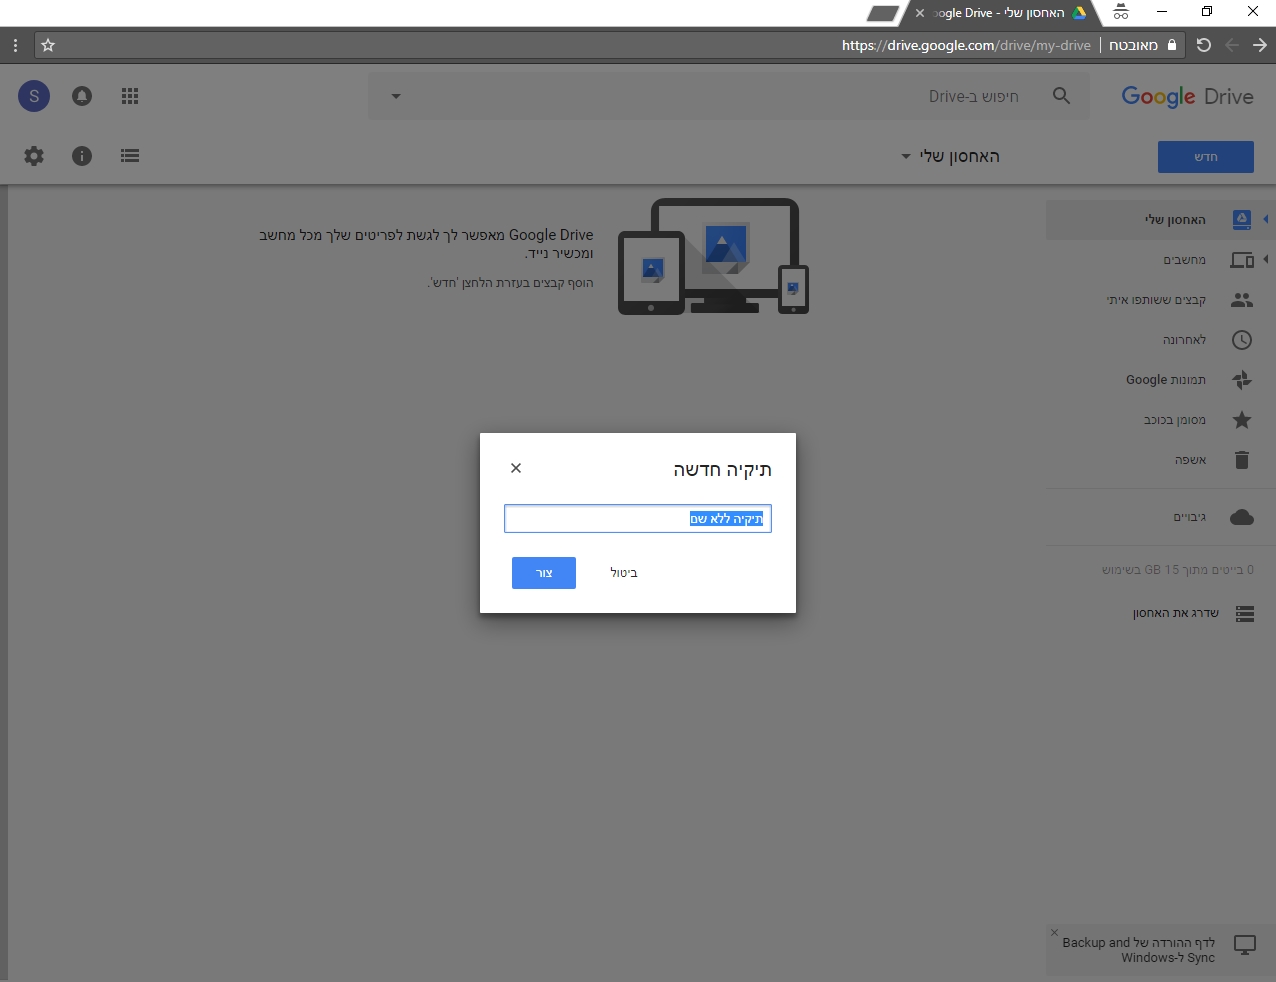 האחסון שלי - oogle Drive
https://drive.google.com/drive/my-drive
מאובטח
Google Drive
חיפוש ב-Drive
S
חדש
האחסון שלי
האחסון שלי
מחשבים
קבצים ששותפו איתי
לאחרונה
תמונות Google
מסומן בכוכב
אשפה
גיבויים
0 בייטים מתוך 15 GB בשימוש
שדרג את האחסון
Google Drive מאפשר לך לגשת לפריטים שלך מכל מחשב
ומכשיר נייד.
הוסף קבצים בעזרת הלחצן 'חדש'.
תיקיה חדשה
תיקיה ללא שם
ביטול
צור
לדף ההורדה של Backup and
Sync ל-Windows